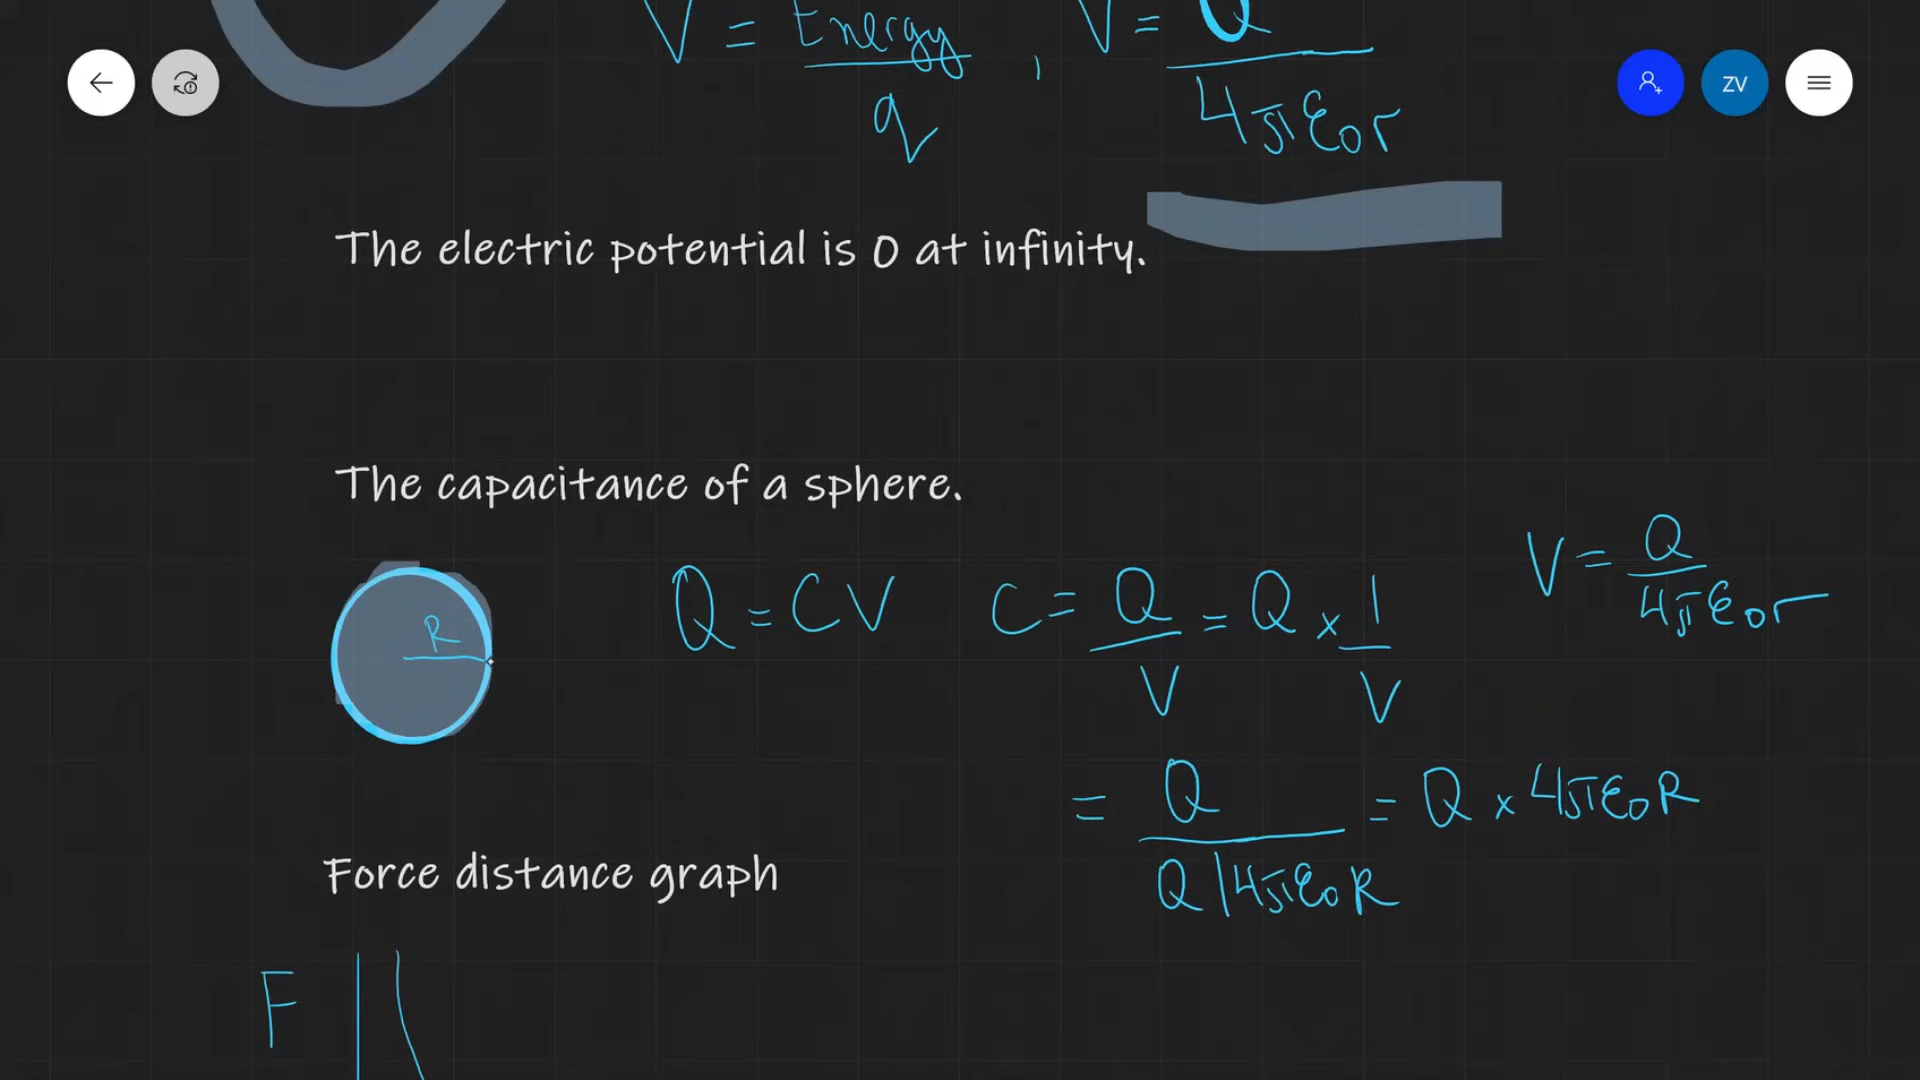 V = Energy / q , V = Q / 4πε₀r
ZV
The electric potential is 0 at infinity.
The capacitance of a sphere.
V = Q / 4πε₀r
R
Q = CV
C = Q / V = Q × 1 / V
= Q / Q | 4πε₀R = Q × 4πε₀R
Force distance graph
F